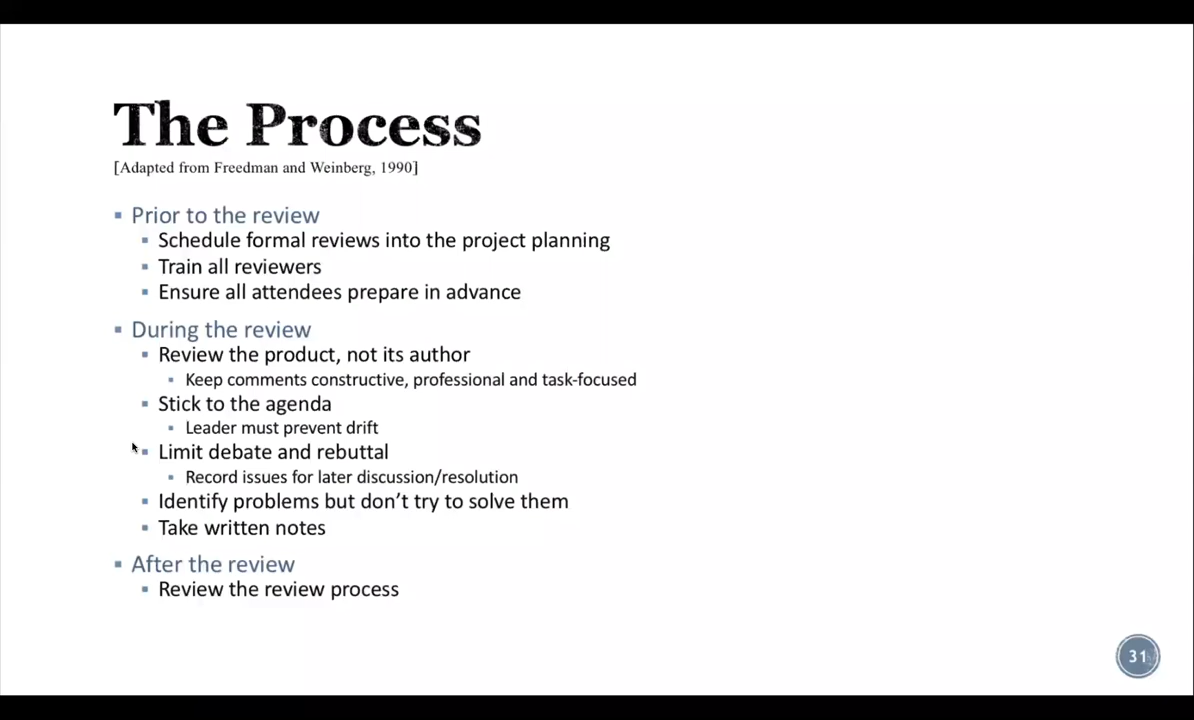 The Process
[Adapted from Freedman and Weinberg, 1990]
▪ Prior to the review
▪ Schedule formal reviews into the project planning
▪ Train all reviewers
▪ Ensure all attendees prepare in advance
▪ During the review
▪ Review the product, not its author
▪ Keep comments constructive, professional and task-focused
▪ Stick to the agenda
▪ Leader must prevent drift
▪ Limit debate and rebuttal
▪ Record issues for later discussion/resolution
▪ Identify problems but don’t try to solve them
▪ Take written notes
▪ After the review
▪ Review the review process
31